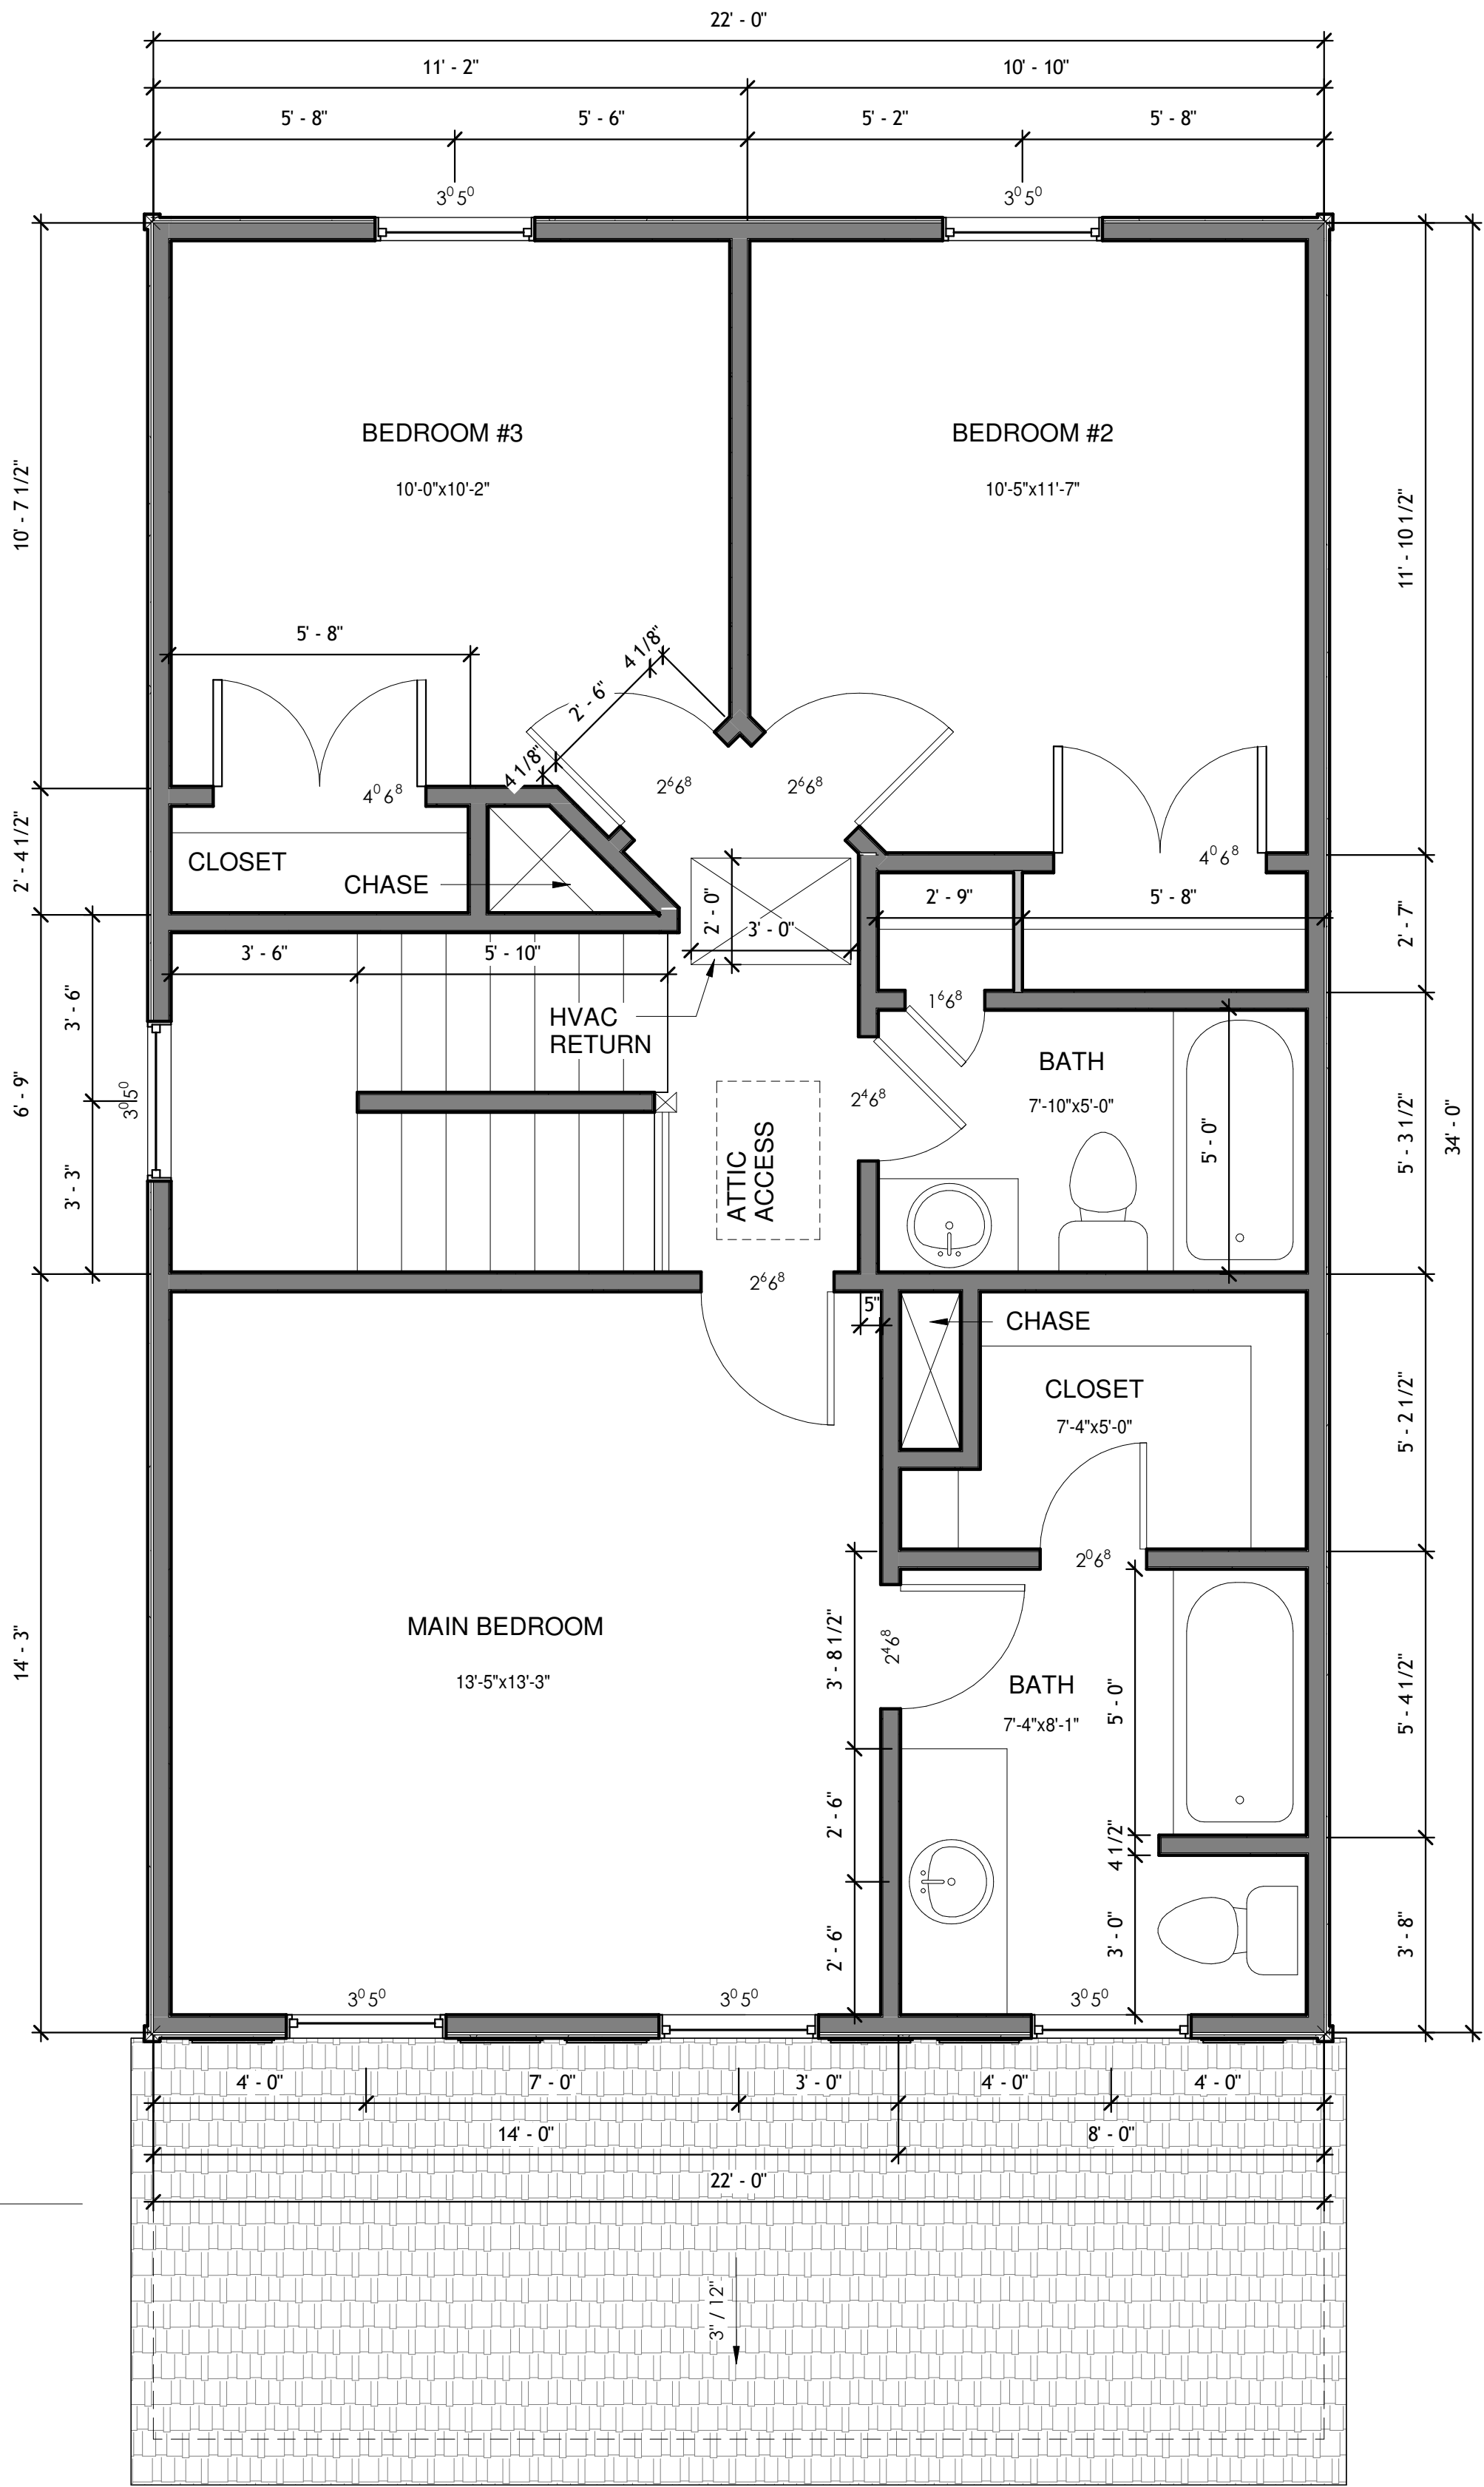 22' - 0"
11' - 2"
10' - 10"
5' - 8"
5' - 6"
5' - 2"
5' - 8"
3⁰5⁰
3⁰5⁰
BEDROOM #3
10'-0"x10'-2"
BEDROOM #2
10'-5"x11'-7"
10' - 7 1/2"
11' - 10 1/2"
5' - 8"
4 1/8"
2' - 6"
4 1/8"
4⁰6⁸
2⁶6⁸
2⁶6⁸
4⁰6⁸
2' - 4 1/2"
CLOSET
CHASE
2' - 0"
3' - 0"
2' - 9"
5' - 8"
2' - 7"
3' - 6"
5' - 10"
3' - 6"
HVAC
RETURN
1⁶6⁸
BATH
7'-10"x5'-0"
2⁴6⁸
6' - 9"
3⁰5⁰
3' - 3"
ATTIC
ACCESS
5' - 0"
5' - 3 1/2"
34' - 0"
2⁶6⁸
5"
CHASE
CLOSET
7'-4"x5'-0"
5' - 2 1/2"
2⁰6⁸
14' - 3"
MAIN BEDROOM
13'-5"x13'-3"
3' - 8 1/2"
2⁴6⁸
BATH
7'-4"x8'-1"
5' - 0"
5' - 4 1/2"
2' - 6"
4 1/2"
2' - 6"
3' - 0"
3' - 8"
3⁰5⁰
3⁰5⁰
3⁰5⁰
4' - 0"
7' - 0"
3' - 0"
4' - 0"
4' - 0"
14' - 0"
8' - 0"
22' - 0"
3" / 12"